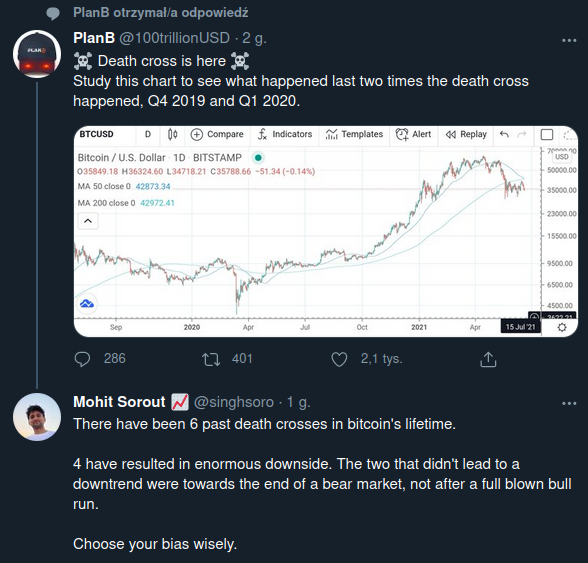 PlanB otrzymał/a odpowiedź
PlanB @100trillionUSD · 2 g.
☠️ Death cross is here ☠️
Study this chart to see what happened last two times the death cross
happened, Q4 2019 and Q1 2020.
BTCUSD D Compare Indicators Templates Alert Replay
Bitcoin / U.S. Dollar · 1D · BITSTAMP
USD
O35849.18 H36324.60 L34718.21 C35788.66 −51.34 (−0.14%)
MA 50 close 0 42873.34
MA 200 close 0 42972.41
70000.00
50000.00
35000.00
23000.00
15500.00
9500.00
6500.00
4500.00
Sep 2020 Apr Jul Oct 2021 Apr 15 Jul '21
286 401 2,1 tys.
Mohit Sorout 📈 @singhsoro · 1 g.
There have been 6 past death crosses in bitcoin's lifetime.
4 have resulted in enormous downside. The two that didn't lead to a
downtrend were towards the end of a bear market, not after a full blown bull
run.
Choose your bias wisely.